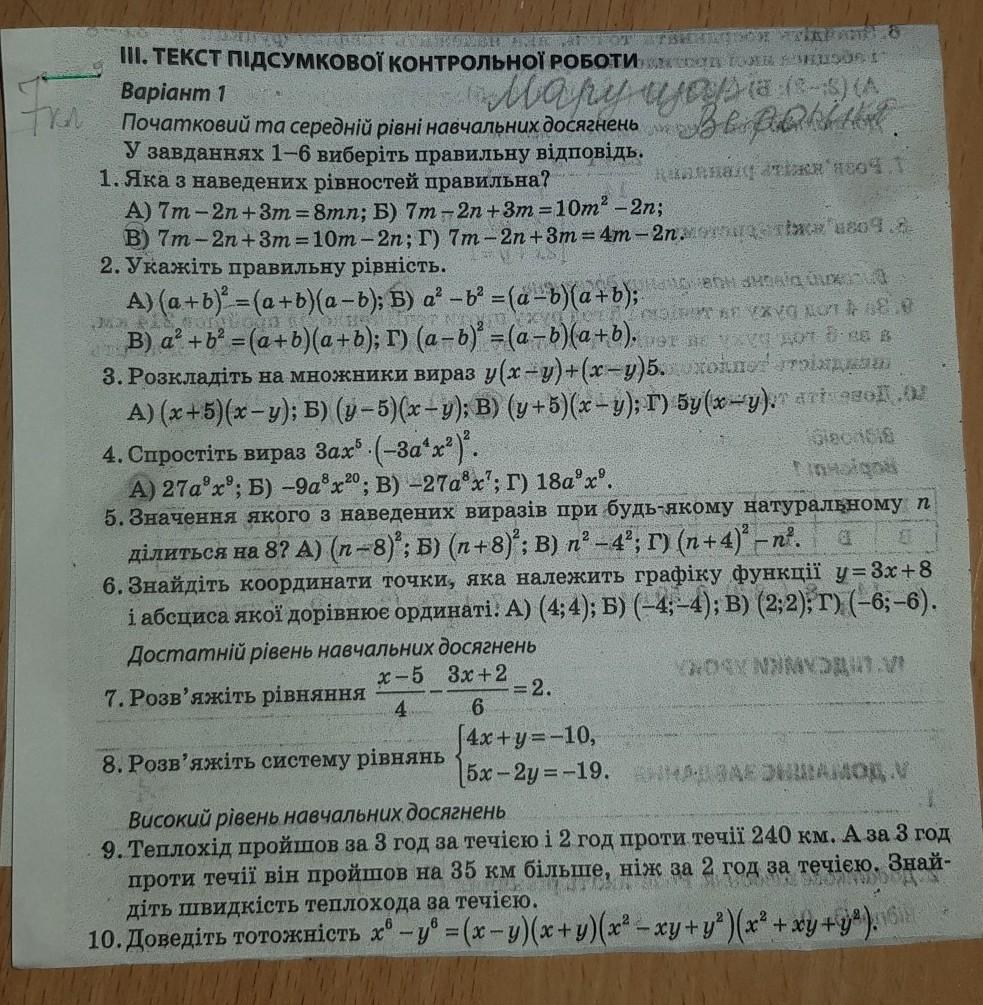 7кл
III. ТЕКСТ ПІДСУМКОВОЇ КОНТРОЛЬНОЇ РОБОТИ
Варіант 1
Початковий та середній рівні навчальних досягнень
У завданнях 1–6 виберіть правильну відповідь.
1. Яка з наведених рівностей правильна?
А) 7m − 2n + 3m = 8mn; Б) 7m − 2n + 3m = 10m² − 2n;
В) 7m − 2n + 3m = 10m − 2n; Г) 7m − 2n + 3m = 4m − 2n.
2. Укажіть правильну рівність.
А) (a + b)² = (a + b)(a − b); Б) a² − b² = (a − b)(a + b);
В) a² + b² = (a + b)(a + b); Г) (a − b)² = (a − b)(a + b).
3. Розкладіть на множники вираз y(x − y) + (x − y)5.
А) (x + 5)(x − y); Б) (y − 5)(x − y); В) (y + 5)(x − y); Г) 5y(x − y).
4. Спростіть вираз 3ax⁵ · (−3a⁴x²)².
А) 27a⁹x⁹; Б) −9a⁸x²⁰; В) −27a⁸x⁷; Г) 18a⁹x⁹.
5. Значення якого з наведених виразів при будь-якому натуральному n
ділиться на 8? А) (n − 8)²; Б) (n + 8)²; В) n² − 4²; Г) (n + 4)² − n².
6. Знайдіть координати точки, яка належить графіку функції y = 3x + 8
і абсциса якої дорівнює ординаті. А) (4; 4); Б) (−4; −4); В) (2; 2); Г) (−6; −6).
Достатній рівень навчальних досягнень
7. Розв’яжіть рівняння (x − 5)/4 − (3x + 2)/6 = 2.
8. Розв’яжіть систему рівнянь { 4x + y = −10,
5x − 2y = −19.
Високий рівень навчальних досягнень
9. Теплохід пройшов за 3 год за течією і 2 год проти течії 240 км. А за 3 год
проти течії він пройшов на 35 км більше, ніж за 2 год за течією. Знай-
діть швидкість теплохода за течією.
10. Доведіть тотожність x⁶ − y⁶ = (x − y)(x + y)(x² − xy + y²)(x² + xy + y²).